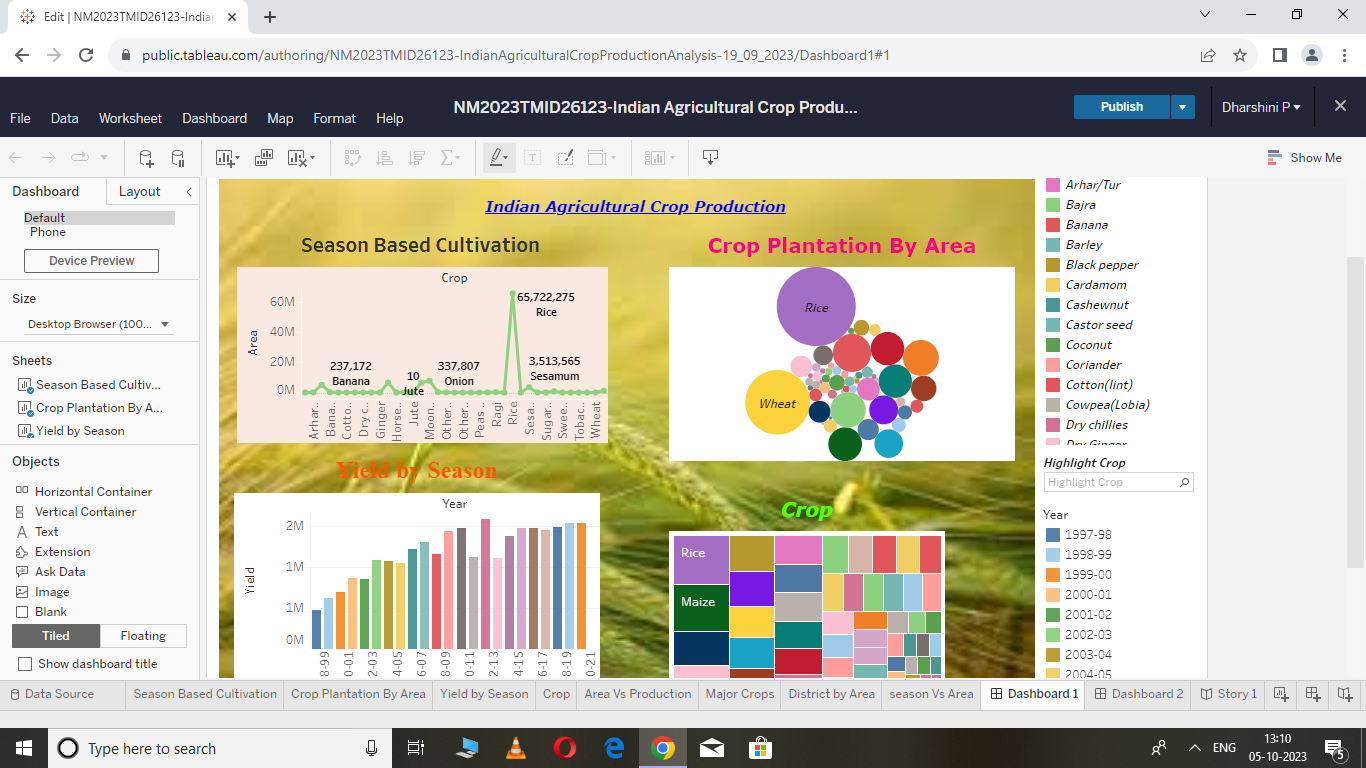 Edit | NM2023TMID26123-Indian
public.tableau.com/authoring/NM2023TMID26123-IndianAgriculturalCropProductionAnalysis-19_09_2023/Dashboard1#1
NM2023TMID26123-Indian Agricultural Crop Produ...
Publish
Dharshini P
File Data Worksheet Dashboard Map Format Help
Show Me
Dashboard Layout
Default
Phone
Device Preview
Size
Desktop Browser (100...
Sheets
Season Based Cultiv...
Crop Plantation By A...
Yield by Season
Objects
Horizontal Container
Vertical Container
Text
Extension
Ask Data
Image
Blank
Tiled Floating
Show dashboard title
Indian Agricultural Crop Production
Season Based Cultivation
Crop
Area
60M
40M
20M
0M
65,722,275
Rice
237,172
Banana
10
Jute
337,807
Onion
3,513,565
Sesamum
Arhar..
Bana..
Cotto..
Dry c..
Ginger
Horse..
Jute
Moon..
Other..
Other..
Peas ..
Ragi
Rice
Sesa..
Sugar..
Swee..
Tobac..
Wheat
Crop Plantation By Area
Rice
Wheat
Yield by Season
Year
Yield
2M
1M
1M
0M
8-99
0-01
2-03
4-05
6-07
8-09
0-11
2-13
4-15
6-17
8-19
0-21
Crop
Rice
Maize
Arhar/Tur
Bajra
Banana
Barley
Black pepper
Cardamom
Cashewnut
Castor seed
Coconut
Coriander
Cotton(lint)
Cowpea(Lobia)
Dry chillies
Dry Ginger
Highlight Crop
Highlight Crop
Year
1997-98
1998-99
1999-00
2000-01
2001-02
2002-03
2003-04
2004-05
Data Source Season Based Cultivation Crop Plantation By Area Yield by Season Crop Area Vs Production Major Crops District by Area season Vs Area Dashboard 1 Dashboard 2 Story 1
Type here to search
ENG
13:10
05-10-2023
5